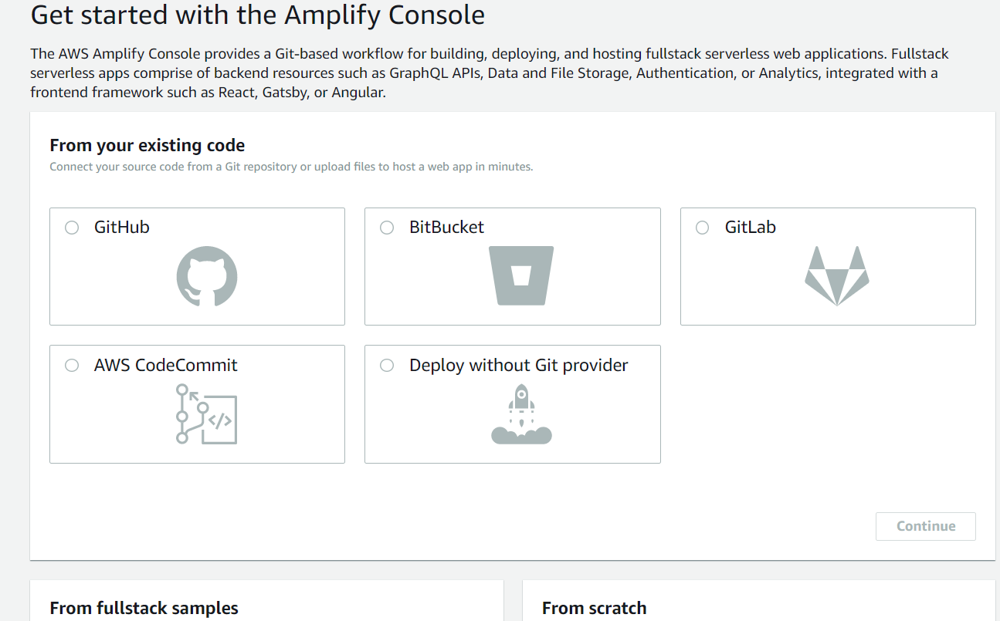 Get started with the Amplify Console
The AWS Amplify Console provides a Git-based workflow for building, deploying, and hosting fullstack serverless web applications. Fullstack
serverless apps comprise of backend resources such as GraphQL APIs, Data and File Storage, Authentication, or Analytics, integrated with a
frontend framework such as React, Gatsby, or Angular.
From your existing code
Connect your source code from a Git repository or upload files to host a web app in minutes.
GitHub
BitBucket
GitLab
AWS CodeCommit
Deploy without Git provider
</>
Continue
From fullstack samples
From scratch